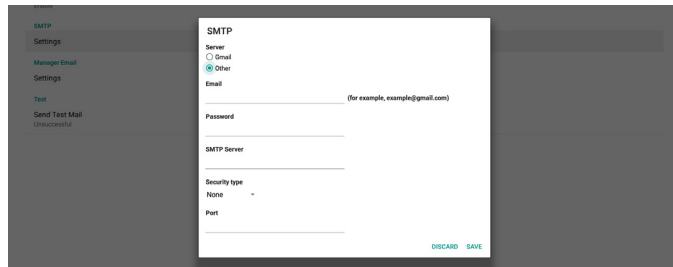 Enable
SMTP
Settings
Manager Email
Settings
Test
Send Test Mail
Unsuccessful
SMTP
Server
Gmail
Other
Email
(for example, example@gmail.com)
Password
SMTP Server
Security type
None
Port
DISCARD SAVE